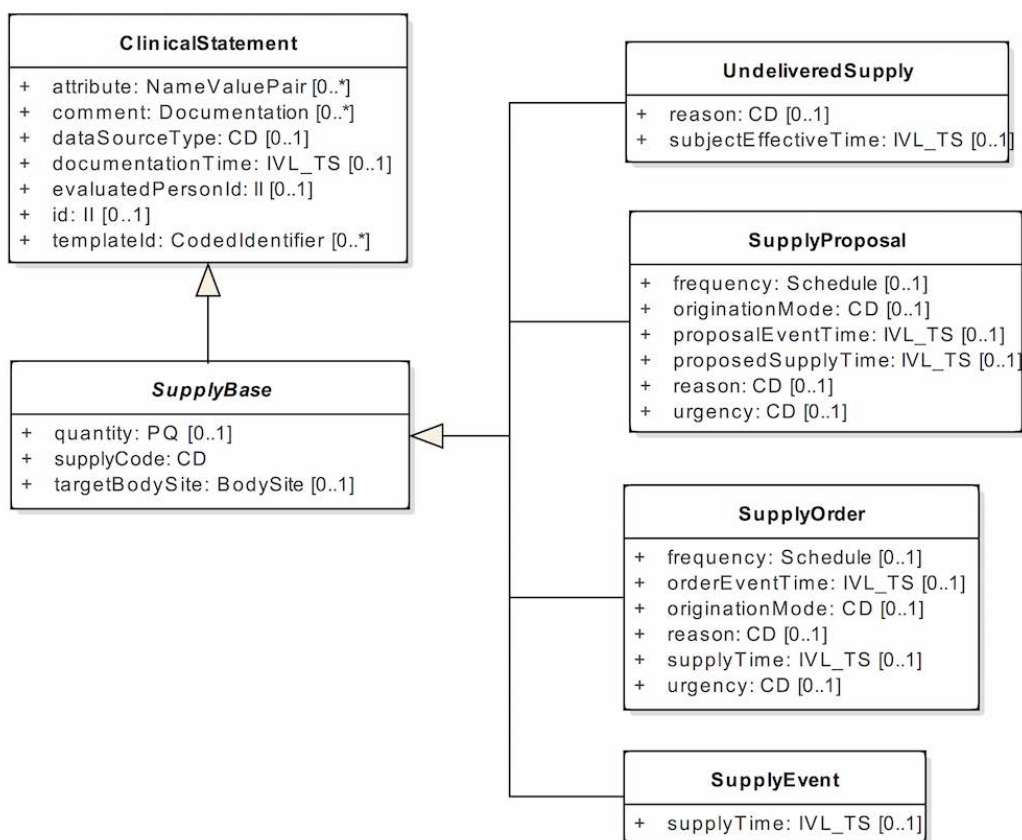 ClinicalStatement
+ attribute: NameValuePair [0..*]
+ comment: Documentation [0..*]
+ dataSourceType: CD [0..1]
+ documentationTime: IVL_TS [0..1]
+ evaluatedPersonId: II [0..1]
+ id: II [0..1]
+ templateId: CodedIdentifier [0..*]
SupplyBase
+ quantity: PQ [0..1]
+ supplyCode: CD
+ targetBodySite: BodySite [0..1]
UndeliveredSupply
+ reason: CD [0..1]
+ subjectEffectiveTime: IVL_TS [0..1]
SupplyProposal
+ frequency: Schedule [0..1]
+ originationMode: CD [0..1]
+ proposalEventTime: IVL_TS [0..1]
+ proposedSupplyTime: IVL_TS [0..1]
+ reason: CD [0..1]
+ urgency: CD [0..1]
SupplyOrder
+ frequency: Schedule [0..1]
+ orderEventTime: IVL_TS [0..1]
+ originationMode: CD [0..1]
+ reason: CD [0..1]
+ supplyTime: IVL_TS [0..1]
+ urgency: CD [0..1]
SupplyEvent
+ supplyTime: IVL_TS [0..1]